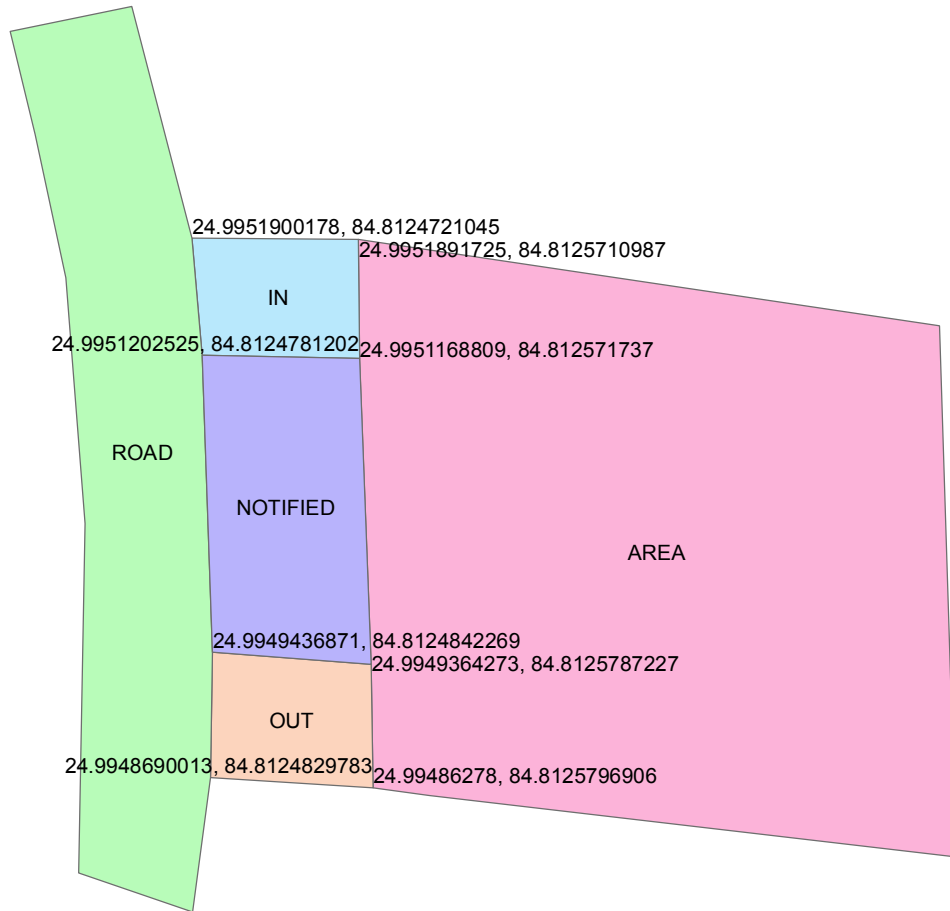 24.9951900178, 84.8124721045
24.9951891725, 84.8125710987
IN
24.9951202525, 84.8124781202
24.9951168809, 84.812571737
ROAD
NOTIFIED
AREA
24.9949436871, 84.8124842269
24.9949364273, 84.8125787227
OUT
24.9948690013, 84.8124829783
24.99486278, 84.8125796906